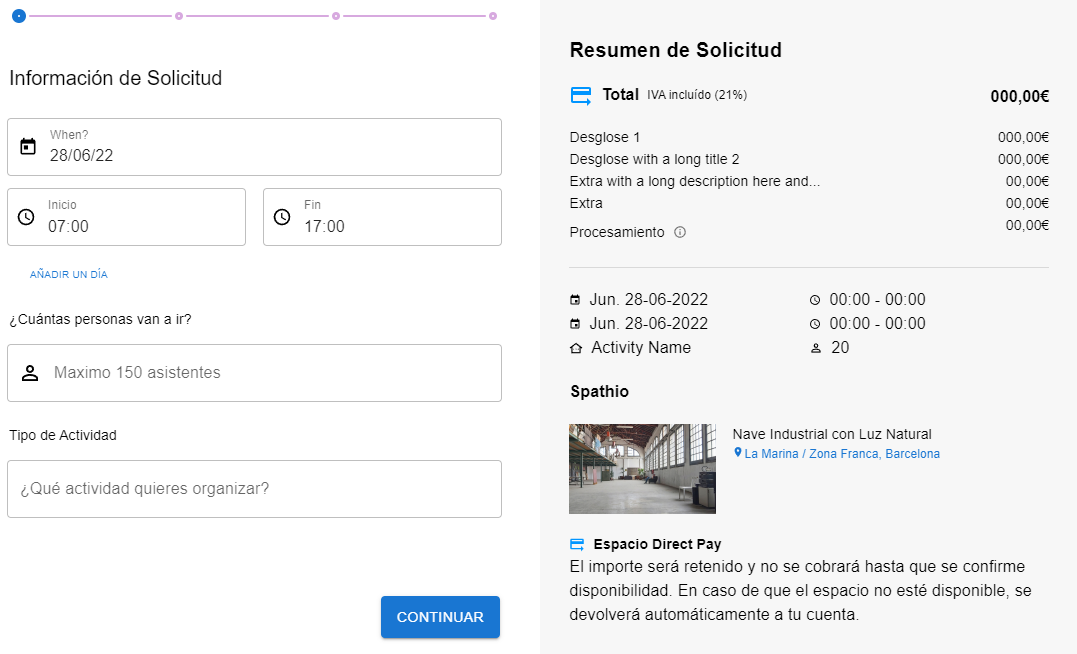 Información de Solicitud
When?
28/06/22
Inicio
07:00
Fin
17:00
AÑADIR UN DÍA
¿Cuántas personas van a ir?
Maximo 150 asistentes
Tipo de Actividad
¿Qué actividad quieres organizar?
CONTINUAR
Resumen de Solicitud
Total IVA incluído (21%) 000,00€
Desglose 1 000,00€
Desglose with a long title 2 000,00€
Extra with a long description here and... 00,00€
Extra 00,00€
Procesamiento 00,00€
Jun. 28-06-2022 00:00 - 00:00
Jun. 28-06-2022 00:00 - 00:00
Activity Name 20
Spathio
Nave Industrial con Luz Natural
La Marina / Zona Franca, Barcelona
Espacio Direct Pay
El importe será retenido y no se cobrará hasta que se confirme
disponibilidad. En caso de que el espacio no esté disponible, se
devolverá automáticamente a tu cuenta.